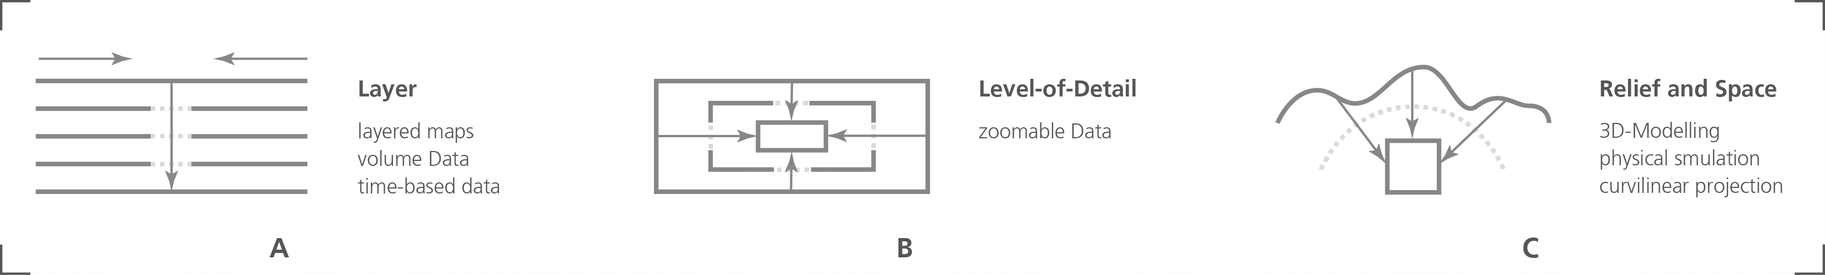 Layer
layered maps
volume Data
time-based data
A
Level-of-Detail
zoomable Data
B
Relief and Space
3D-Modelling
physical smulation
curvilinear projection
C